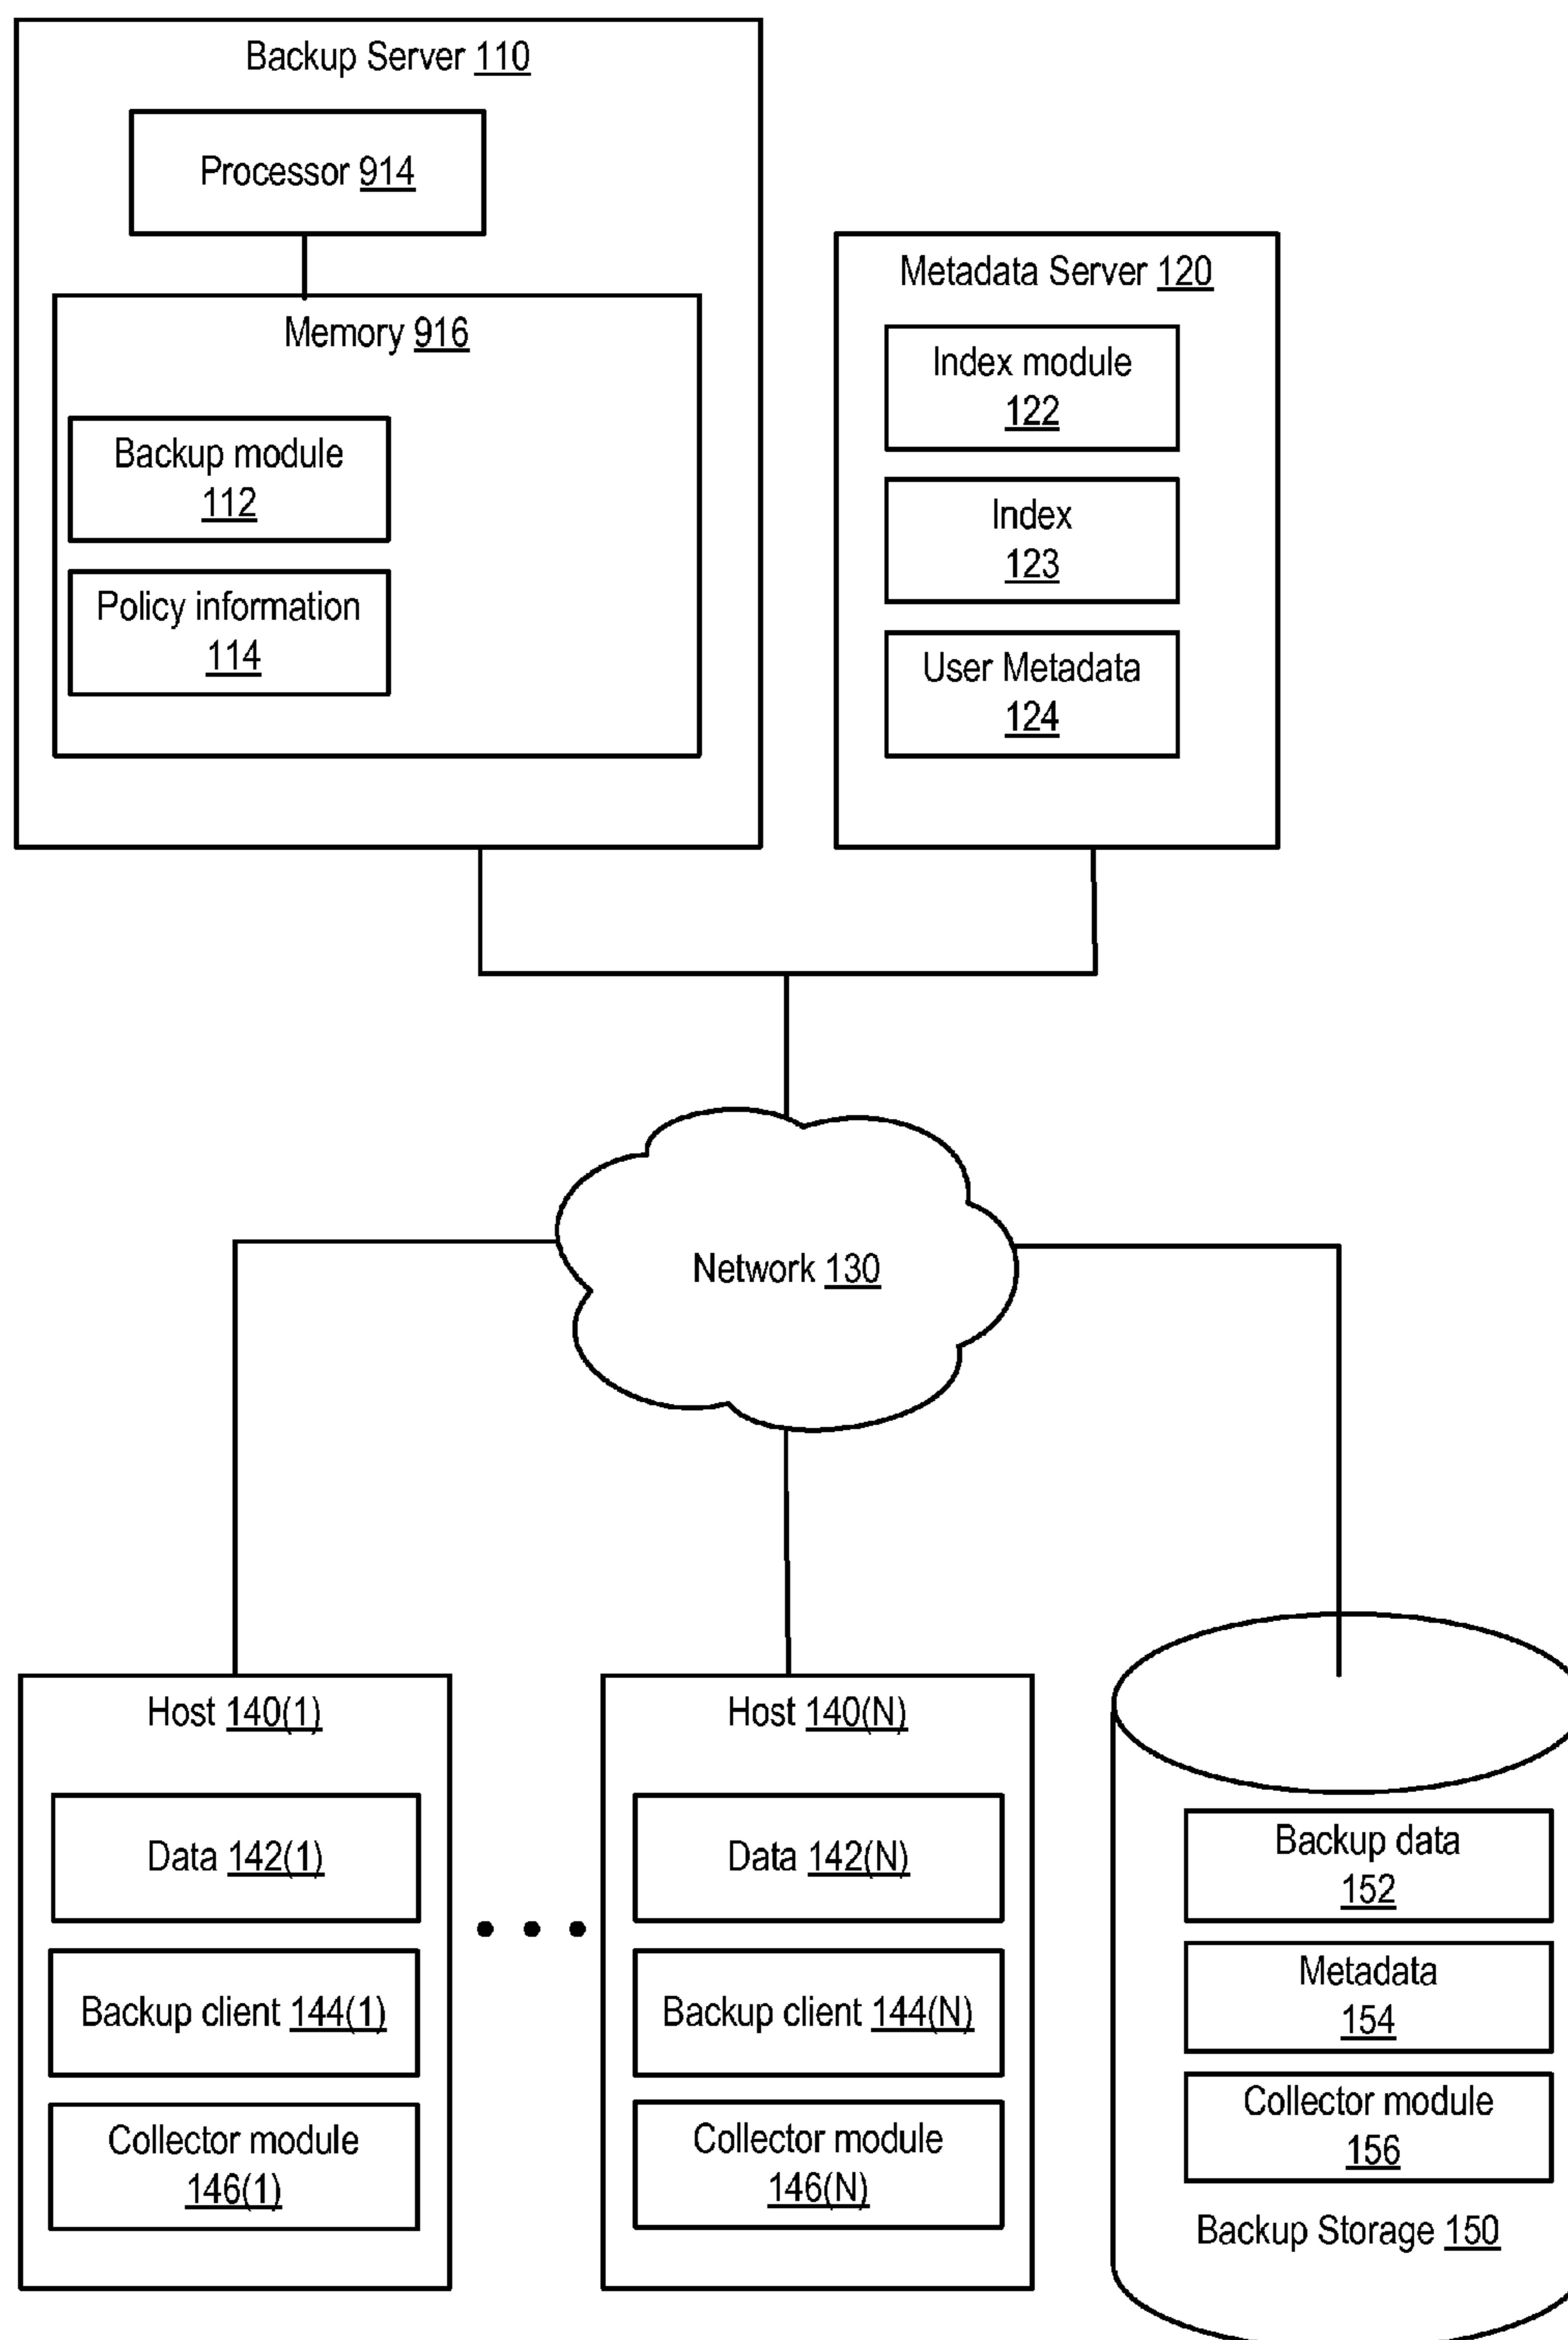 Backup Server 110
Processor 914
Memory 916
Backup module
112
Policy information
114
Metadata Server 120
Index module
122
Index
123
User Metadata
124
Network 130
Host 140(1)
Data 142(1)
Backup client 144(1)
Collector module
146(1)
Host 140(N)
Data 142(N)
Backup client 144(N)
Collector module
146(N)
Backup data
152
Metadata
154
Collector module
156
Backup Storage 150